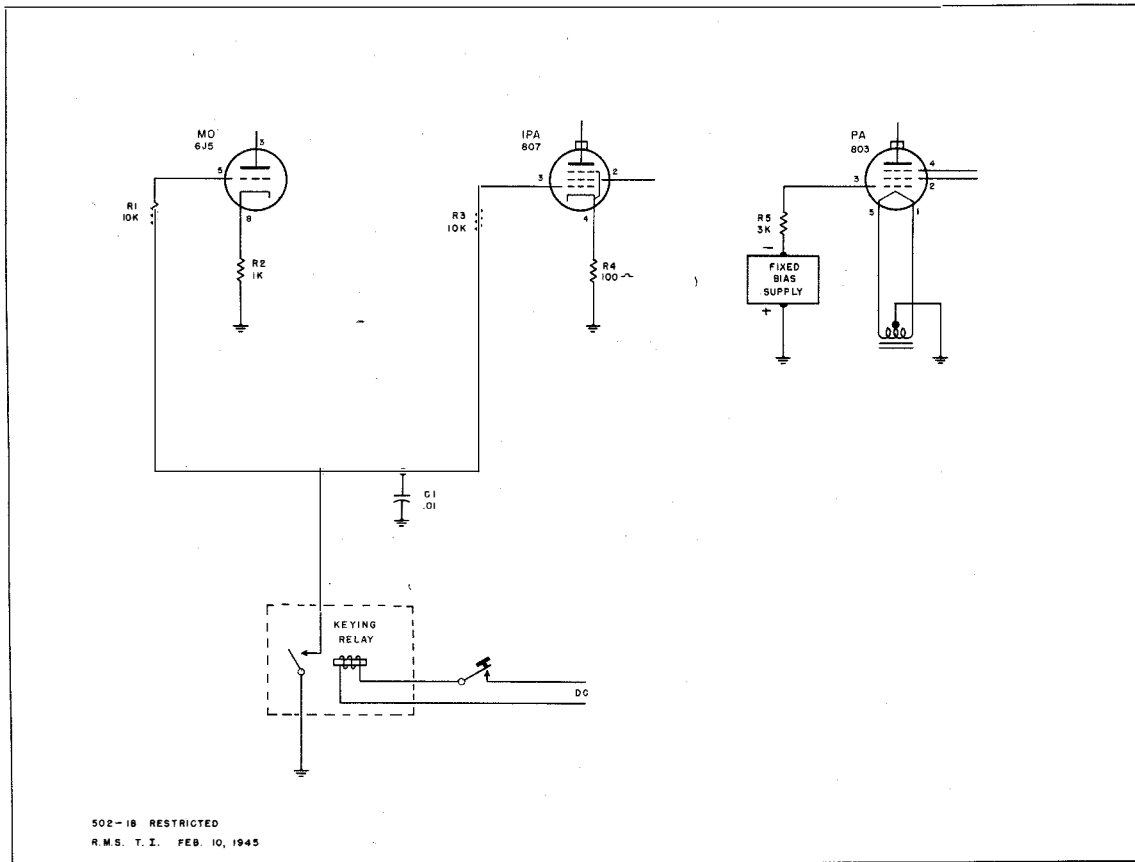 MO
6J5
3
5
8
R1
10K
R2
1K
IPA
807
2
3
4
R3
10K
R4
100
PA
803
4
2
3
5
1
R5
3K
−
FIXED
BIAS
SUPPLY
+
C1
.01
KEYING
RELAY
DC
502-18 RESTRICTED
R.M.S. T.I. FEB. 10, 1945